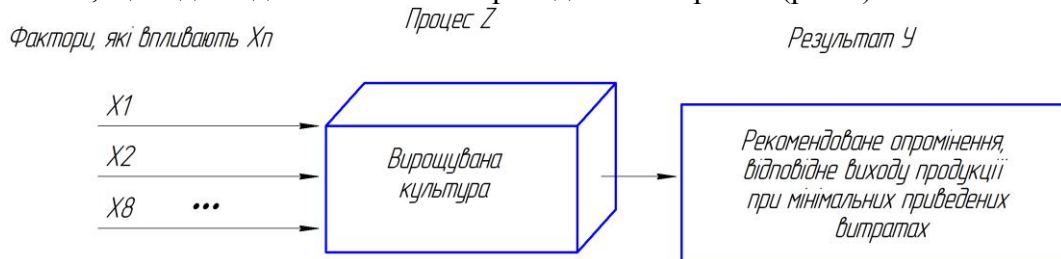 Процес Z
Фактори, які впливають Xп
Результат У
X1
X2
X8 ...
Вирощувана
культура
Рекомендоване опромінення,
відповідне виходу продукції
при мінімальних приведених
витратах